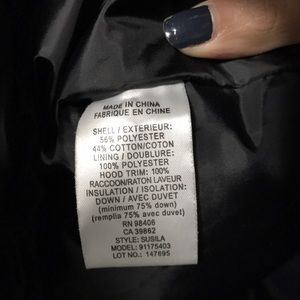 MADE IN CHINA
FABRIQUE EN CHINE
SHELL / EXTERIEUR:
56% POLYESTER
44% COTTON/COTON
LINING / DOUBLURE:
100% POLYESTER
HOOD TRIM: 100%
RACCOON/RATON LAVEUR
INSULATION / ISOLATION:
DOWN / AVEC DUVET
(minimum 75% down)
(remplia 75% avec duvet)
RN 98406
CA 39862
STYLE: SUSILA
MODEL: 91175403
LOT NO.: 147695